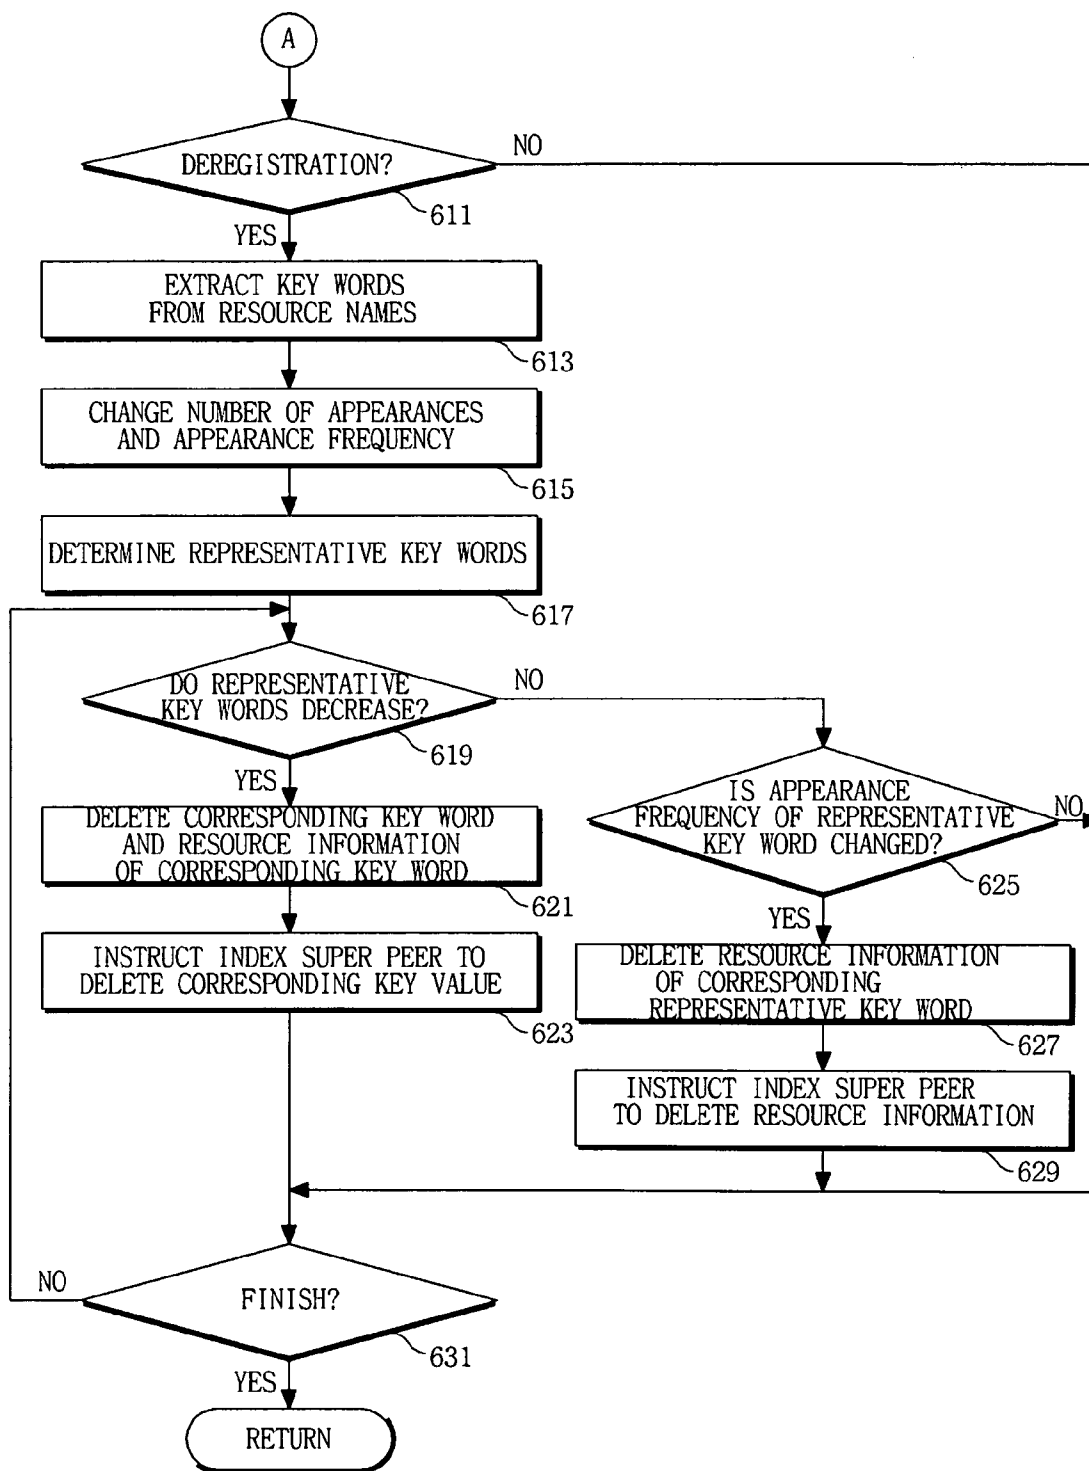 A
DEREGISTRATION?
NO
611
YES
EXTRACT KEY WORDS
FROM RESOURCE NAMES
613
CHANGE NUMBER OF APPEARANCES
AND APPEARANCE FREQUENCY
615
DETERMINE REPRESENTATIVE KEY WORDS
617
DO REPRESENTATIVE
KEY WORDS DECREASE?
NO
619
YES
DELETE CORRESPONDING KEY WORD
AND RESOURCE INFORMATION
OF CORRESPONDING KEY WORD
621
INSTRUCT INDEX SUPER PEER TO
DELETE CORRESPONDING KEY VALUE
623
IS APPEARANCE
FREQUENCY OF REPRESENTATIVE
KEY WORD CHANGED?
NO
625
YES
DELETE RESOURCE INFORMATION
OF CORRESPONDING
REPRESENTATIVE KEY WORD
627
INSTRUCT INDEX SUPER PEER
TO DELETE RESOURCE INFORMATION
629
NO
FINISH?
631
YES
RETURN